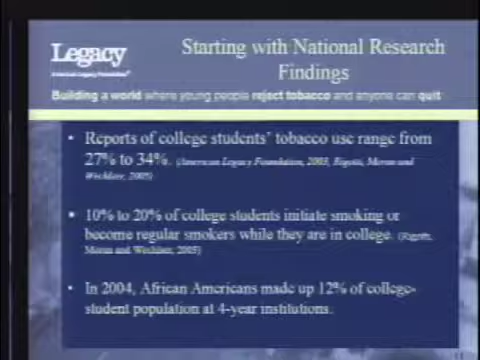 Legacy
American Legacy Foundation
Starting with National Research
Findings
Building a world where young people reject tobacco and anyone can quit
• Reports of college students' tobacco use range from
27% to 34%. (American Legacy Foundation, 2005, Rigotti, Moran and
Wechsler, 2005)
• 10% to 20% of college students initiate smoking or
become regular smokers while they are in college. (Rigotti,
Moran and Wechsler, 2005)
• In 2004, African Americans made up 12% of college-
student population at 4-year institutions.